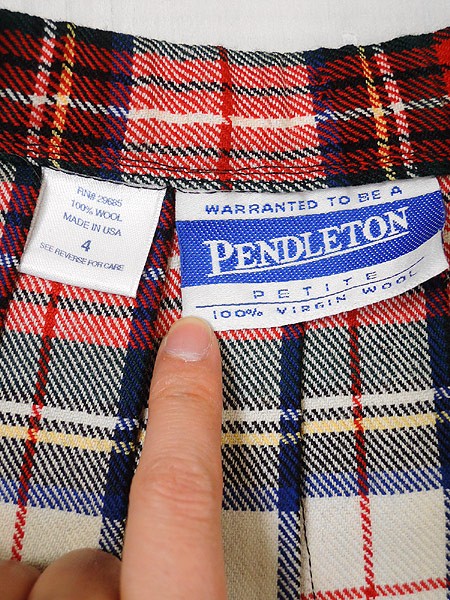 RN# 29685
100% WOOL
MADE IN USA
4
SEE REVERSE FOR CARE
WARRANTED TO BE A
PENDLETON
PETITE
100% VIRGIN WOOL